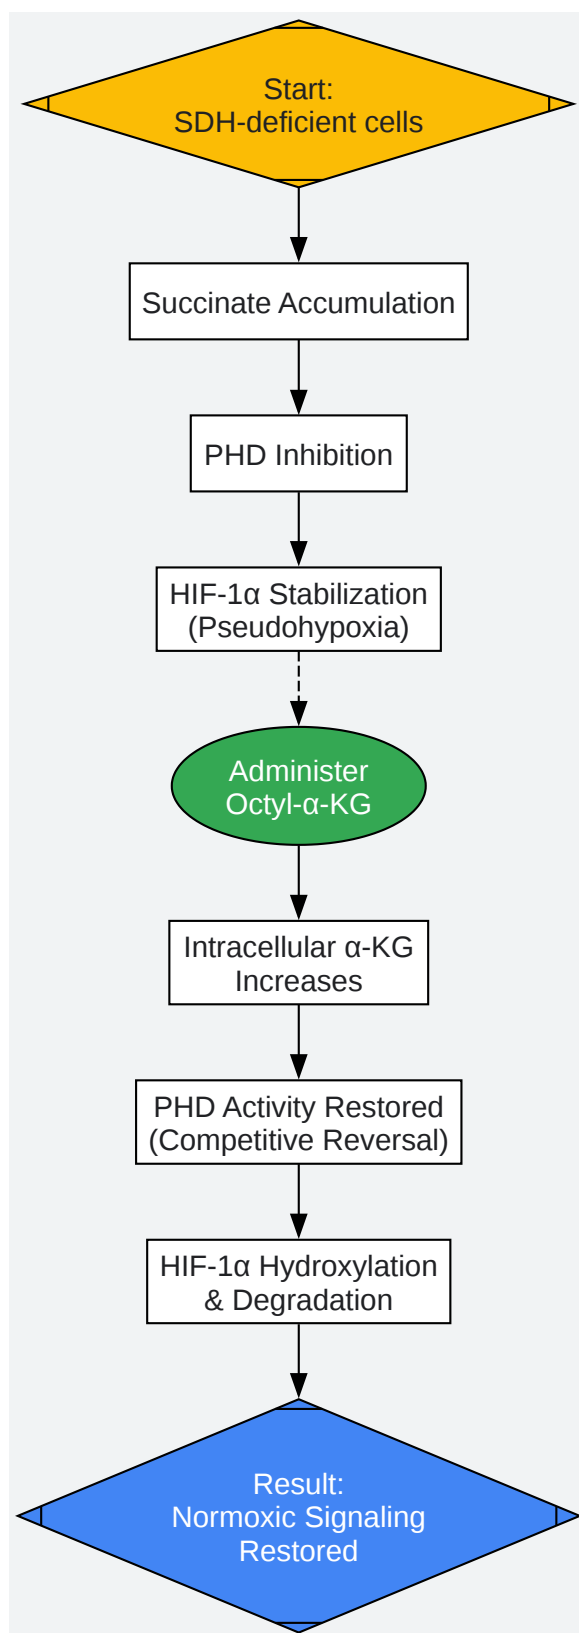 Start:
SDH-deficient cells
Succinate Accumulation
PHD Inhibition
HIF-1α Stabilization
(Pseudohypoxia)
Administer
Octyl-α-KG
Intracellular α-KG
Increases
PHD Activity Restored
(Competitive Reversal)
HIF-1α Hydroxylation
& Degradation
Result:
Normoxic Signaling
Restored